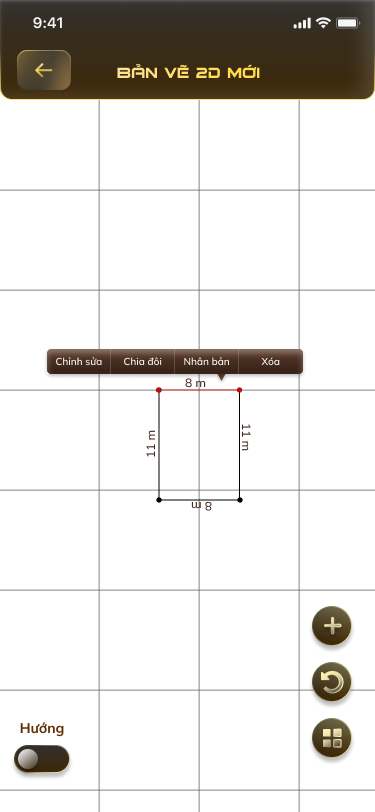 9:41
BẢN VẼ 2D MỚI
Chỉnh sửa
Chia đôi
Nhân bản
Xóa
8 m
11 m
11 m
8 m
Hướng